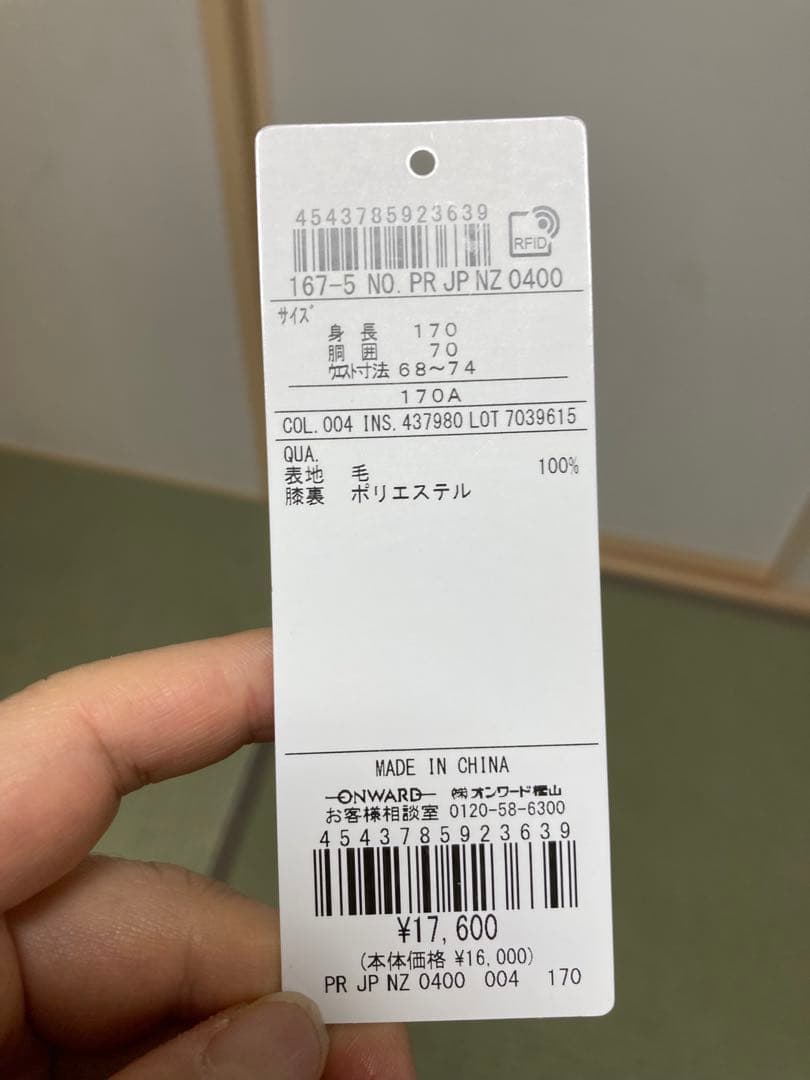 4543785923639
RFID
167-5 NO. PR JP NZ 0400
サイズ
身長 170
胴囲 70
ウエスト寸法 68～74
170A
COL. 004 INS. 437980 LOT 7039615
QUA.
表地 毛 100%
膝裏 ポリエステル
MADE IN CHINA
ONWARD ㈱オンワード樫山
お客様相談室 0120-58-6300
4543785923639
¥17,600
(本体価格 ¥16,000)
PR JP NZ 0400 004 170